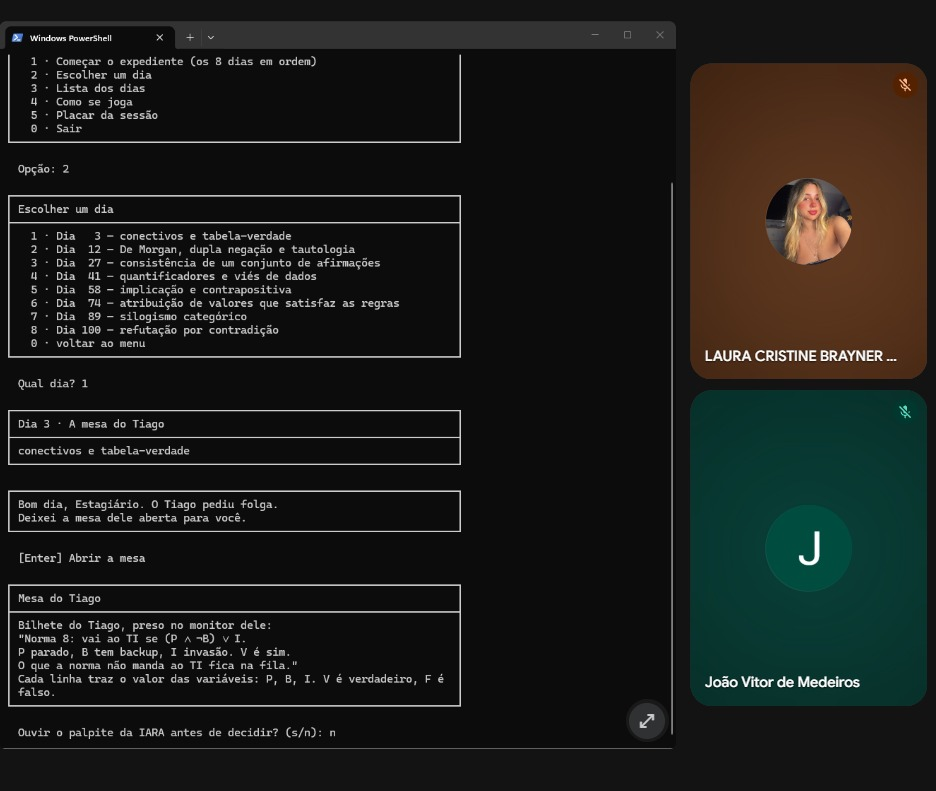 Windows PowerShell
1 · Começar o expediente (os 8 dias em ordem)
2 · Escolher um dia
3 · Lista dos dias
4 · Como se joga
5 · Placar da sessão
0 · Sair
Opção: 2
Escolher um dia
1 · Dia   3 — conectivos e tabela-verdade
2 · Dia  12 — De Morgan, dupla negação e tautologia
3 · Dia  27 — consistência de um conjunto de afirmações
4 · Dia  41 — quantificadores e viés de dados
5 · Dia  58 — implicação e contrapositiva
6 · Dia  74 — atribuição de valores que satisfaz as regras
7 · Dia  89 — silogismo categórico
8 · Dia 100 — refutação por contradição
0 · voltar ao menu
Qual dia? 1
Dia 3 · A mesa do Tiago
conectivos e tabela-verdade
Bom dia, Estagiário. O Tiago pediu folga.
Deixei a mesa dele aberta para você.
[Enter] Abrir a mesa
Mesa do Tiago
Bilhete do Tiago, preso no monitor dele:
"Norma 8: vai ao TI se (P ∧ ¬B) ∨ I.
P parado, B tem backup, I invasão. V é sim.
O que a norma não manda ao TI fica na fila."
Cada linha traz o valor das variáveis: P, B, I. V é verdadeiro, F é
falso.
Ouvir o palpite da IARA antes de decidir? (s/n): n
LAURA CRISTINE BRAYNER ...
J
João Vitor de Medeiros